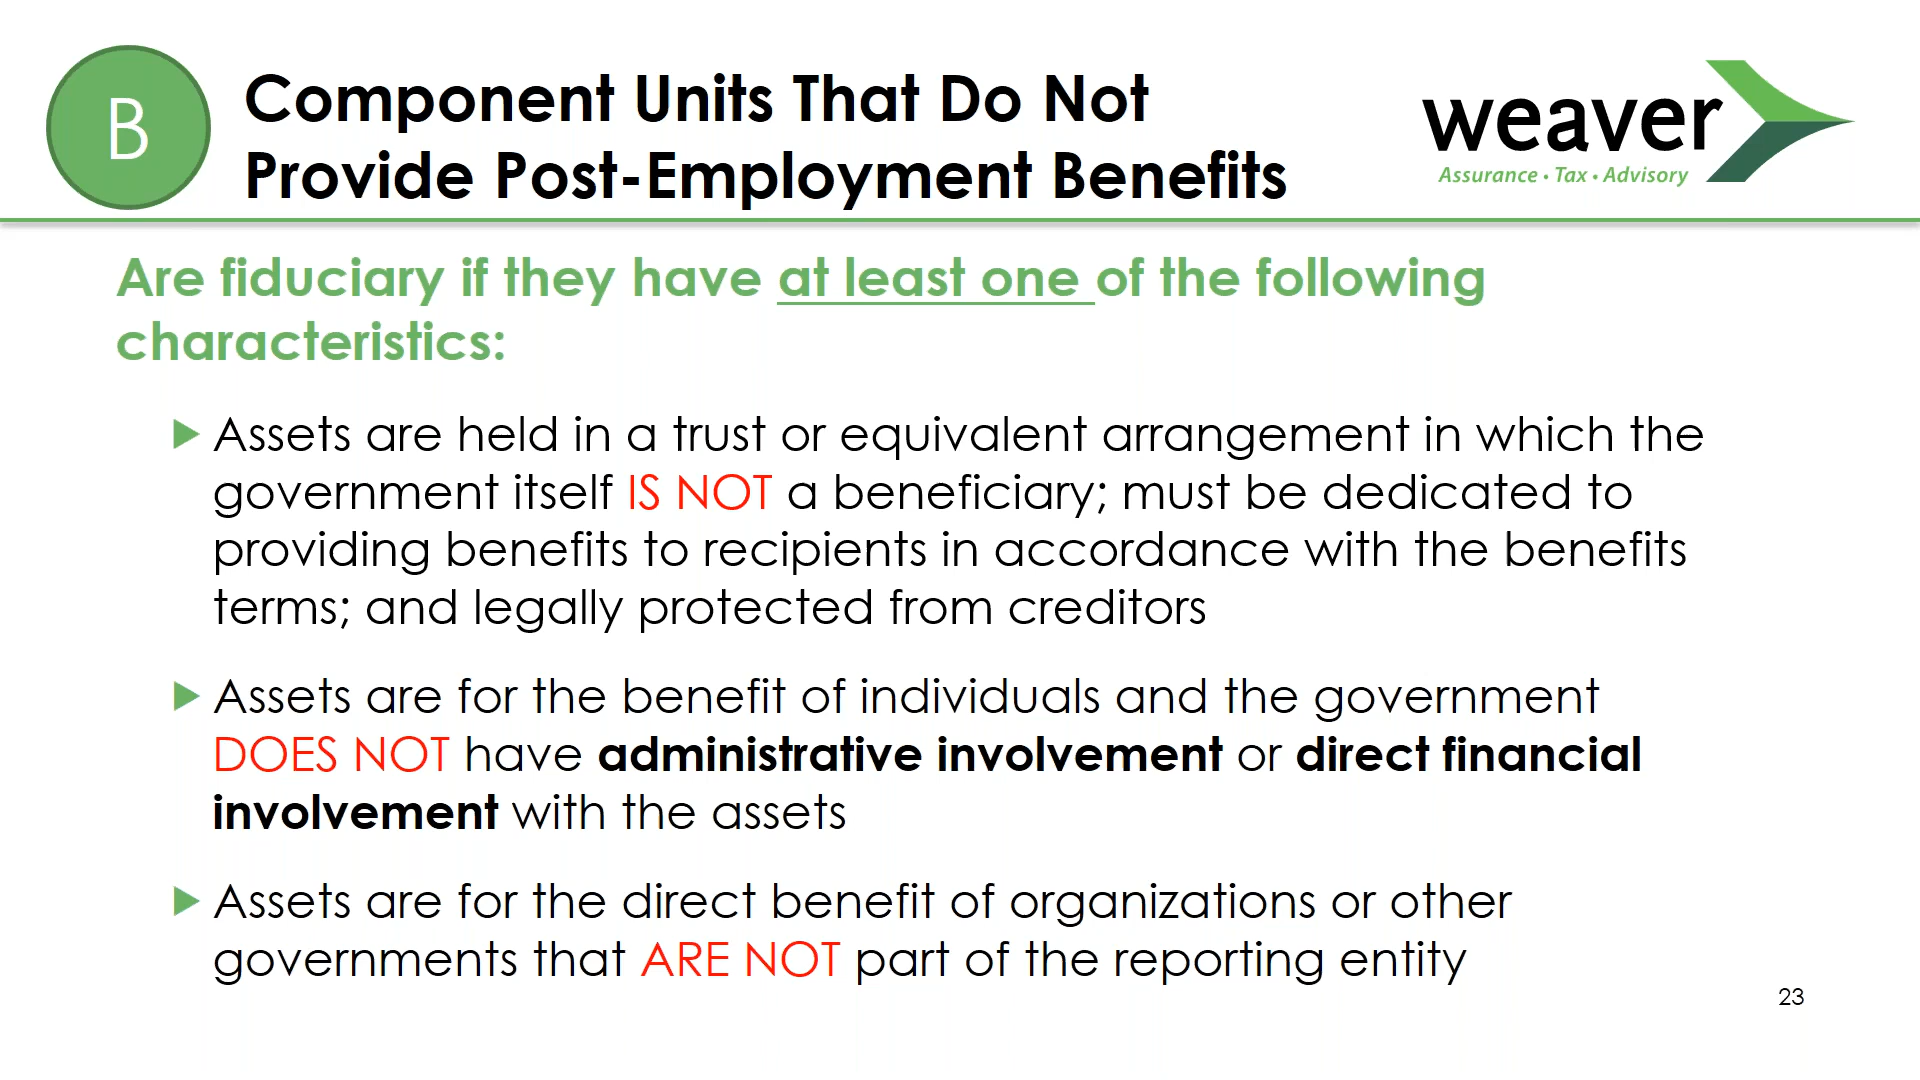 B
Component Units That Do Not
Provide Post-Employment Benefits
weaver
Assurance • Tax • Advisory
Are fiduciary if they have at least one of the following
characteristics:
Assets are held in a trust or equivalent arrangement in which the
government itself IS NOT a beneficiary; must be dedicated to
providing benefits to recipients in accordance with the benefits
terms; and legally protected from creditors
Assets are for the benefit of individuals and the government
DOES NOT have administrative involvement or direct financial
involvement with the assets
Assets are for the direct benefit of organizations or other
governments that ARE NOT part of the reporting entity
23